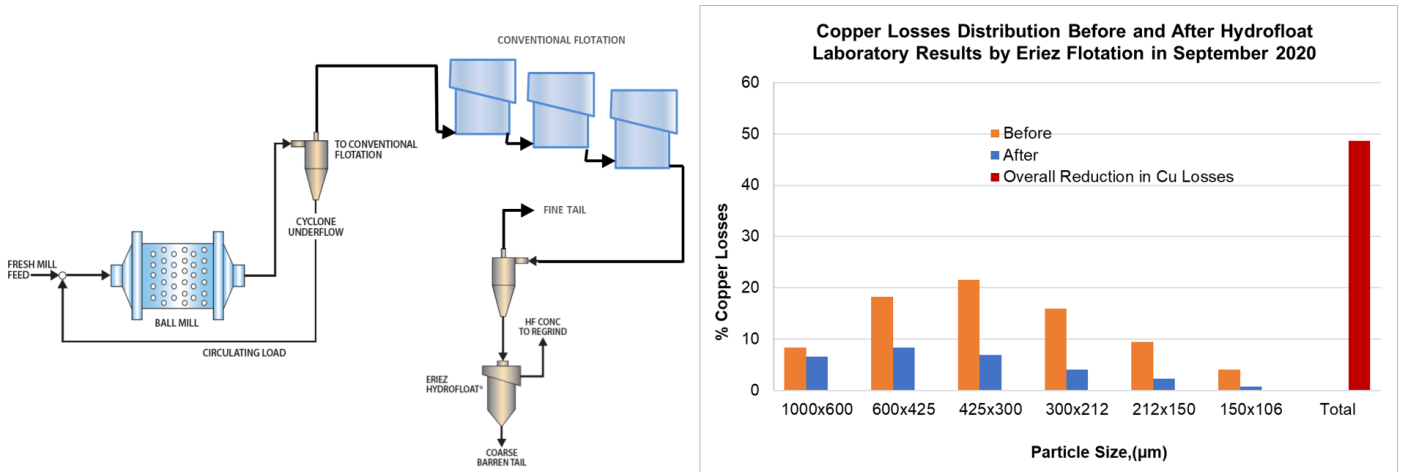 CONVENTIONAL FLOTATION
TO CONVENTIONAL
FLOTATION
CYCLONE
UNDERFLOW
FINE TAIL
FRESH MILL
FEED
BALL MILL
CIRCULATING LOAD
HF CONC
TO REGRIND
ERIEZ
HYDROFLOAT®
COARSE
BARREN TAIL
Copper Losses Distribution Before and After Hydrofloat
Laboratory Results by Eriez Flotation in September 2020
% Copper Losses
60
50
40
30
20
10
0
Before
After
Overall Reduction in Cu Losses
1000x600 600x425 425x300 300x212 212x150 150x106 Total
Particle Size,(µm)